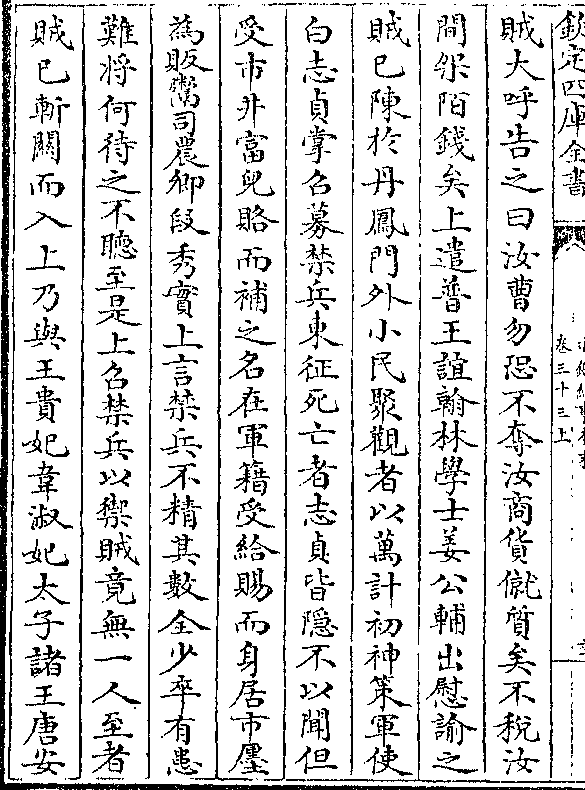 欽定四庫全書
卷三十三上
賊大呼告之曰汝曹勿恐不奪汝商貨僦質矣不稅汝
間架陌錢矣上遣普王誼翰林學士姜公輔出慰諭之
賊已陳於丹鳳門外小民聚觀者以萬計初神策軍使
白志貞掌召募禁兵東征死亡者志貞皆隱不以聞但
受市井富兒賂而補之名在軍籍受給賜而身居市廛
為販鬻司農卿段秀實上言禁兵不精其數全少卒有患
難將何待之不聽至是上召禁兵以禦賊竟無一人至者
賊已斬關而入上乃與王貴妃韋淑妃太子諸王唐安